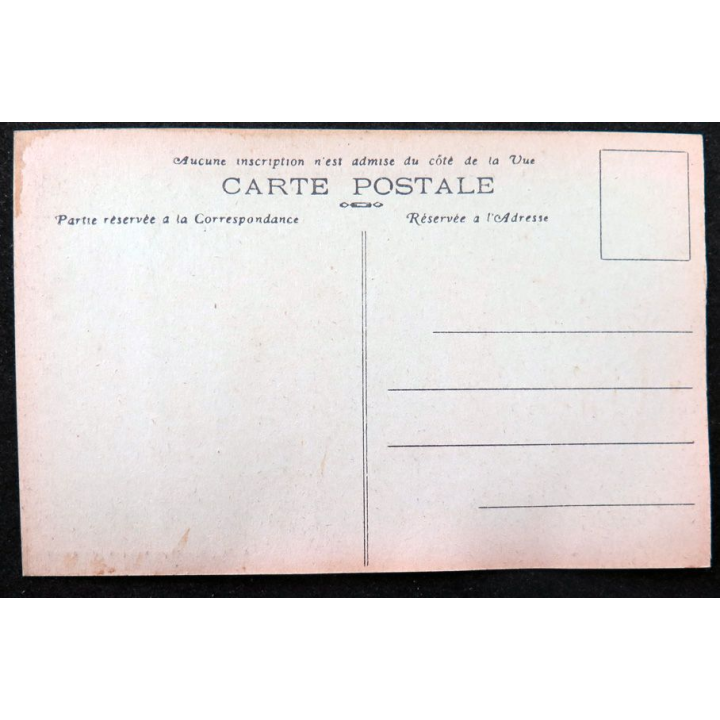 Aucune inscription n'est admise du côté de la Vue
CARTE POSTALE
Partie réservée a la Correspondance
Réservée a l'Adresse